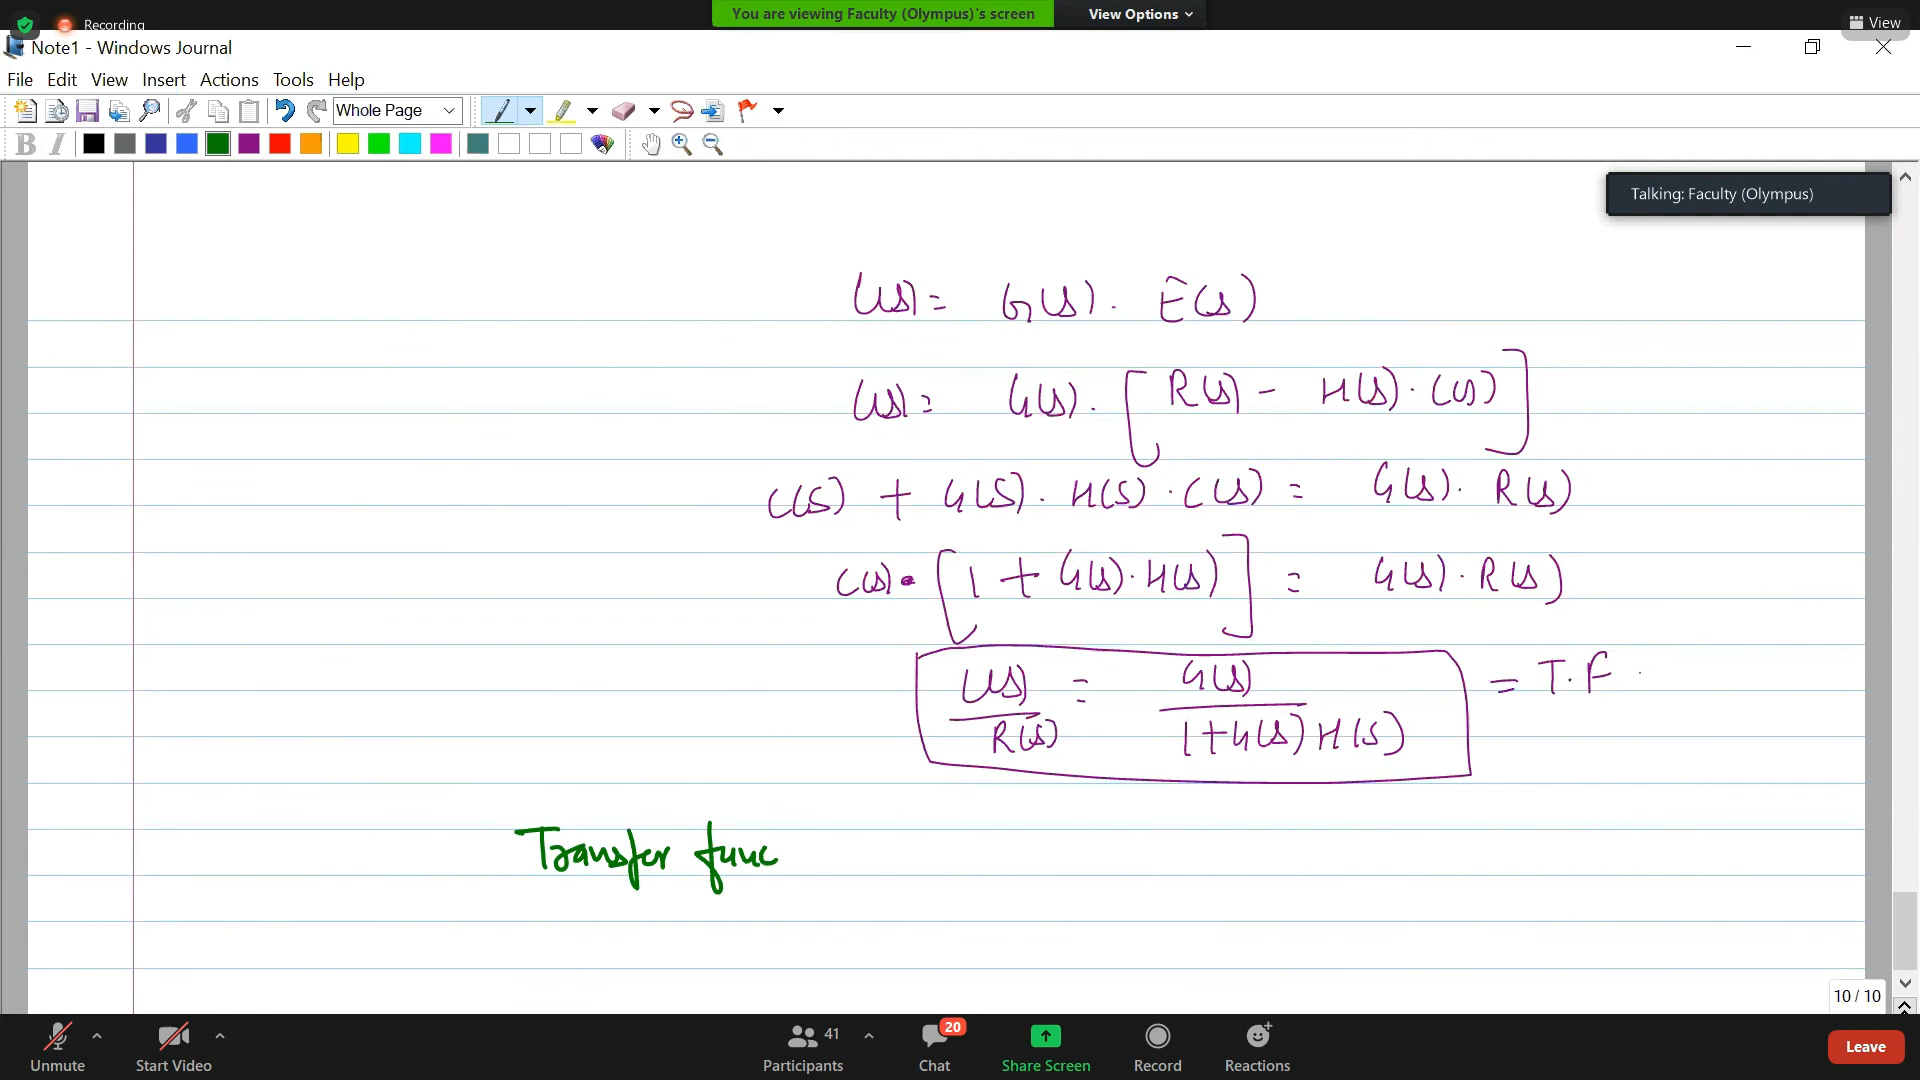 Recording
You are viewing Faculty (Olympus)'s screen
View Options
View
Note1 - Windows Journal
File Edit View Insert Actions Tools Help
Whole Page
B I
Talking: Faculty (Olympus)
C(s) = G(s) · E(s)
C(s) = G(s) · [R(s) - H(s) · C(s)]
C(s) + G(s) · H(s) · C(s) = G(s) · R(s)
C(s) · [1 + G(s) · H(s)] = G(s) · R(s)
C(s) = G(s) = T.F.
R(s) 1+G(s) H(s)
Transfer func
10 / 10
Unmute
Start Video
Participants 41
Chat 20
Share Screen
Record
Reactions
Leave